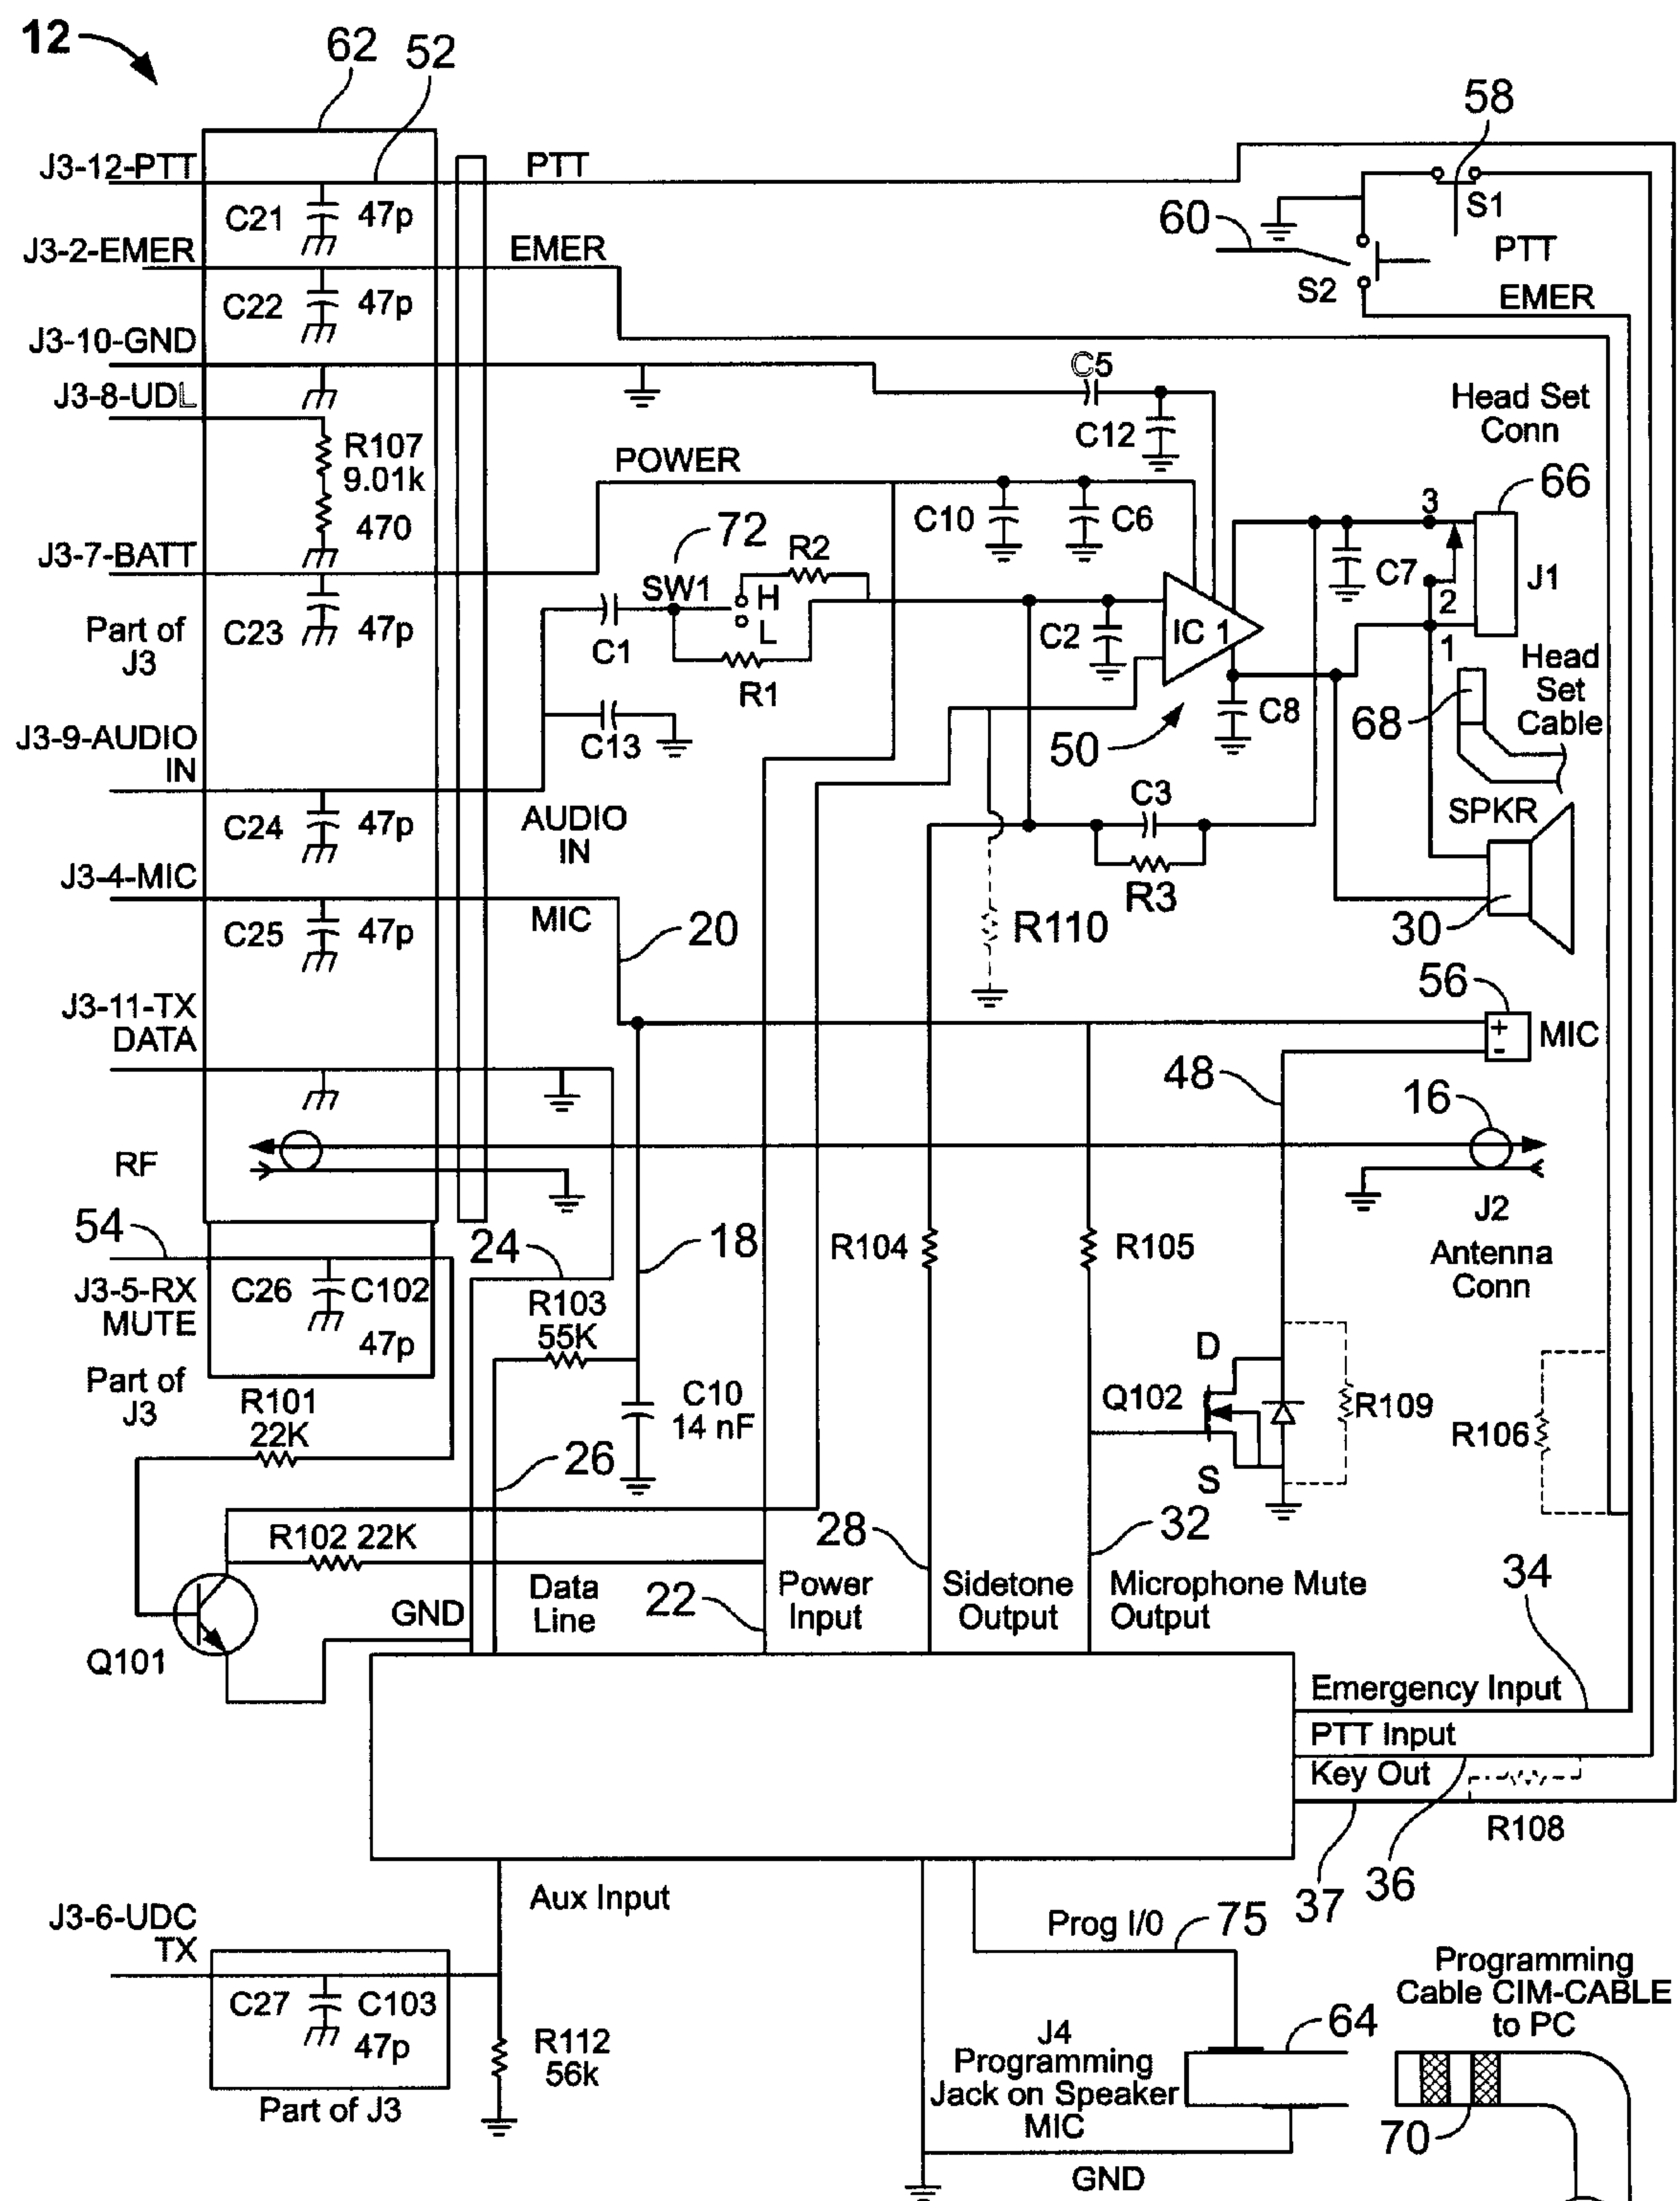 12
62
52
58
J3-12-PTT
PTT
C21
47p
60
S1
PTT
J3-2-EMER
EMER
S2
EMER
C22
47p
J3-10-GND
C5
C12
J3-8-UDL
Head Set
Conn
R107
9.01k
470
POWER
66
3
C10
C6
72
J3-7-BATT
R2
SW1
H
L
C7
J1
2
Part of
J3
C23
47p
C1
C2
IC 1
1
R1
Head
Set
Cable
68
J3-9-AUDIO
IN
C13
50
C8
C3
SPKR
C24
47p
AUDIO
IN
R3
J3-4-MIC
MIC
20
R110
30
C25
47p
56
J3-11-TX
DATA
+
-
MIC
48
16
RF
J2
54
24
18
R104
R105
Antenna
Conn
J3-5-RX
MUTE
C26
C102
47p
R103
55K
Part of
J3
D
R101
22K
C10
14 nF
Q102
R109
R106
26
S
28
32
R102 22K
34
GND
Data
Line
22
Power
Input
Sidetone
Output
Microphone Mute
Output
Q101
Emergency Input
PTT Input
Key Out
R108
36
37
Aux Input
J3-6-UDC
TX
Prog I/0
75
Programming
Cable CIM-CABLE
to PC
C27
C103
47p
64
R112
56k
J4
Programming
Jack on Speaker
MIC
Part of J3
70
GND